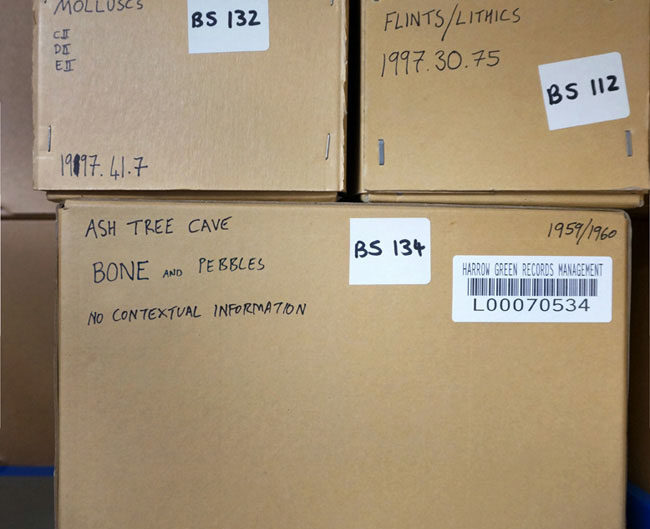 MOLLUSCS
BS 132
CII
DII
EII
1997.41.7
FLINTS/LITHICS
1997.30.75
BS 112
ASH TREE CAVE
BONE AND PEBBLES
NO CONTEXTUAL INFORMATION
BS 134
1959/1960
HARROW GREEN RECORDS MANAGEMENT
L00070534